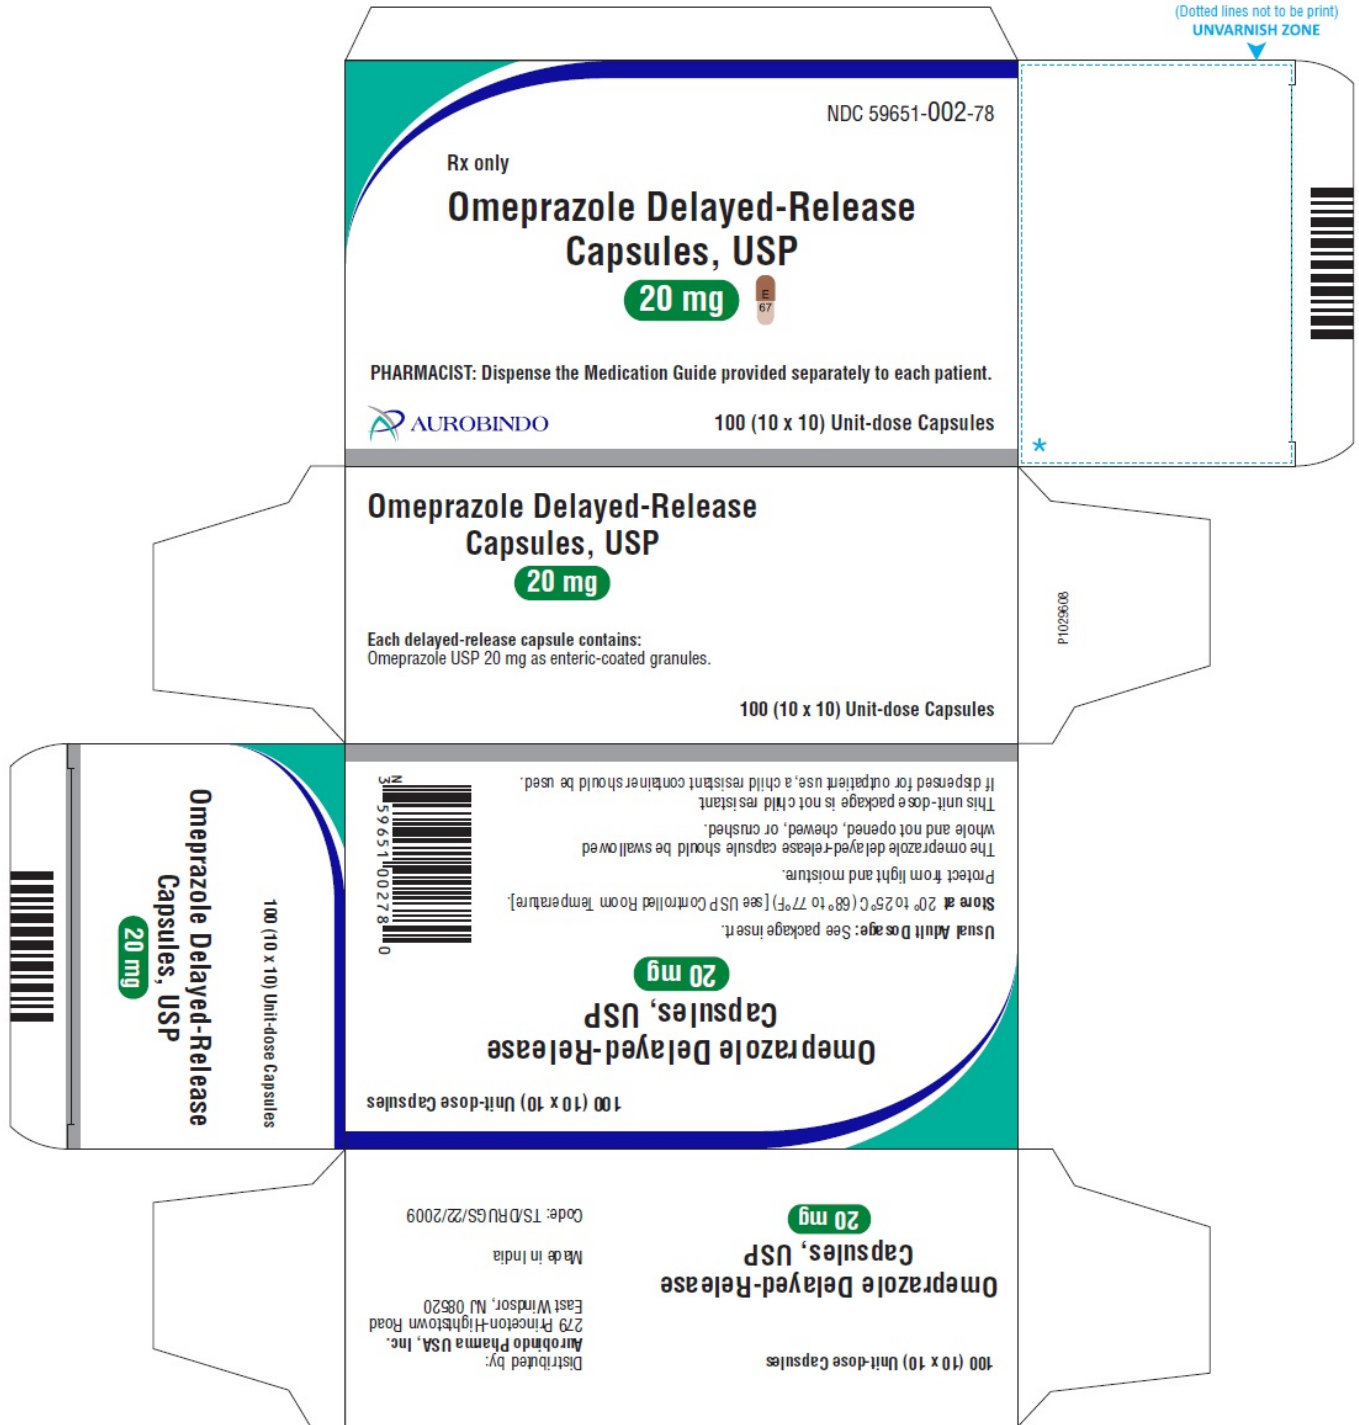 (Dotted lines not to be print)
UNVARNISH ZONE
NDC 59651-002-78
Rx only
Omeprazole Delayed-Release
Capsules, USP
20 mg
m
67
PHARMACIST: Dispense the Medication Guide provided separately to each patient.
AUROBINDO
100 (10 x 10) Unit-dose Capsules
*
Omeprazole Delayed-Release
Capsules, USP
20 mg
Each delayed-release capsule contains:
Omeprazole USP 20 mg as enteric-coated granules.
100 (10 x 10) Unit-dose Capsules
P1029608
Omeprazole Delayed-Release
Capsules, USP
20 mg
100 (10 x 10) Unit-dose Capsules
100 (10 x 10) Unit-dose Capsules
Omeprazole Delayed-Release
Capsules, USP
20 mg
Usual Adult Dosage: See package insert.
Store at 20° to 25°C (68° to 77°F) [see USP Controlled Room Temperature].
Protect from light and moisture.
The omeprazole delayed-release capsule should be swallowed
whole and not opened, chewed, or crushed.
This unit-dose package is not child resistant.
If dispensed for outpatient use, a child resistant container should be used.
N
3 59651 00278 0
100 (10 x 10) Unit-dose Capsules
Omeprazole Delayed-Release
Capsules, USP
20 mg
Distributed by:
Aurobindo Pharma USA, Inc.
279 Princeton-Hightstown Road
East Windsor, NJ 08520
Made in India
Code: TS/DRUGS/22/2009